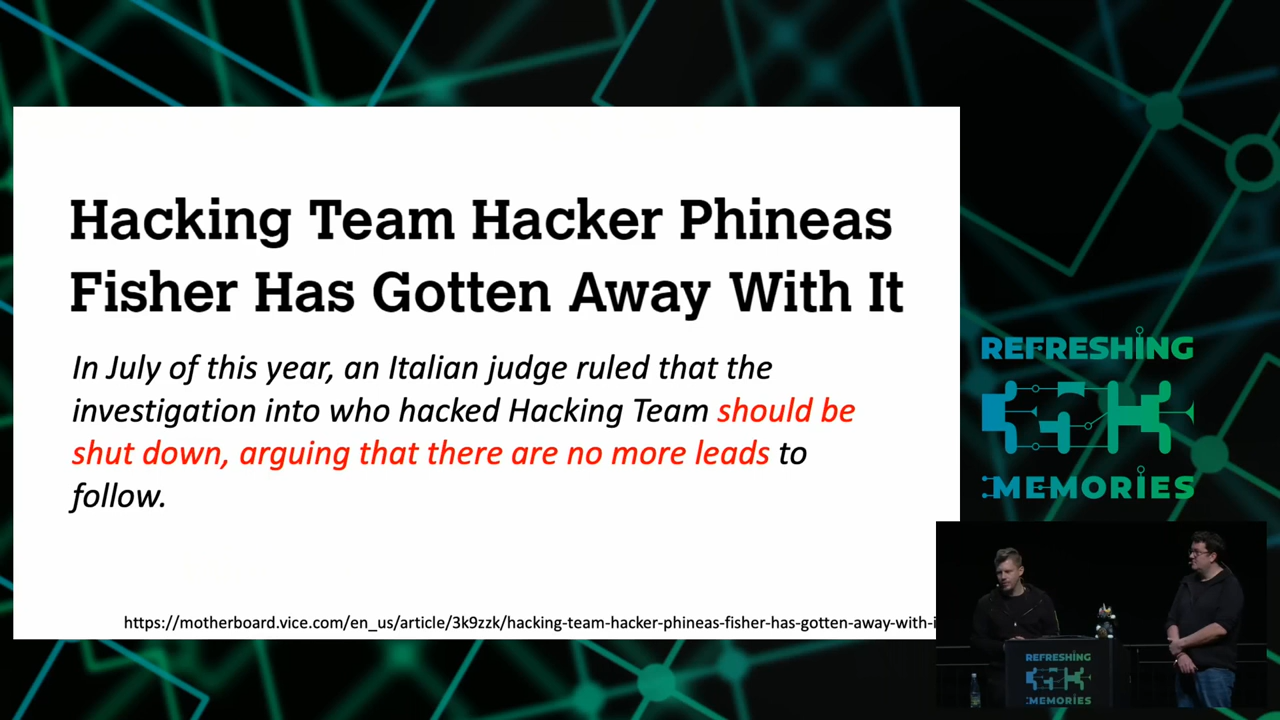 Hacking Team Hacker Phineas
Fisher Has Gotten Away With It
In July of this year, an Italian judge ruled that the
investigation into who hacked Hacking Team should be
shut down, arguing that there are no more leads to
follow.
https://motherboard.vice.com/en_us/article/3k9zzk/hacking-team-hacker-phineas-fisher-has-gotten-away-with-i
REFRESHING
MEMORIES
REFRESHING
MEMORIES